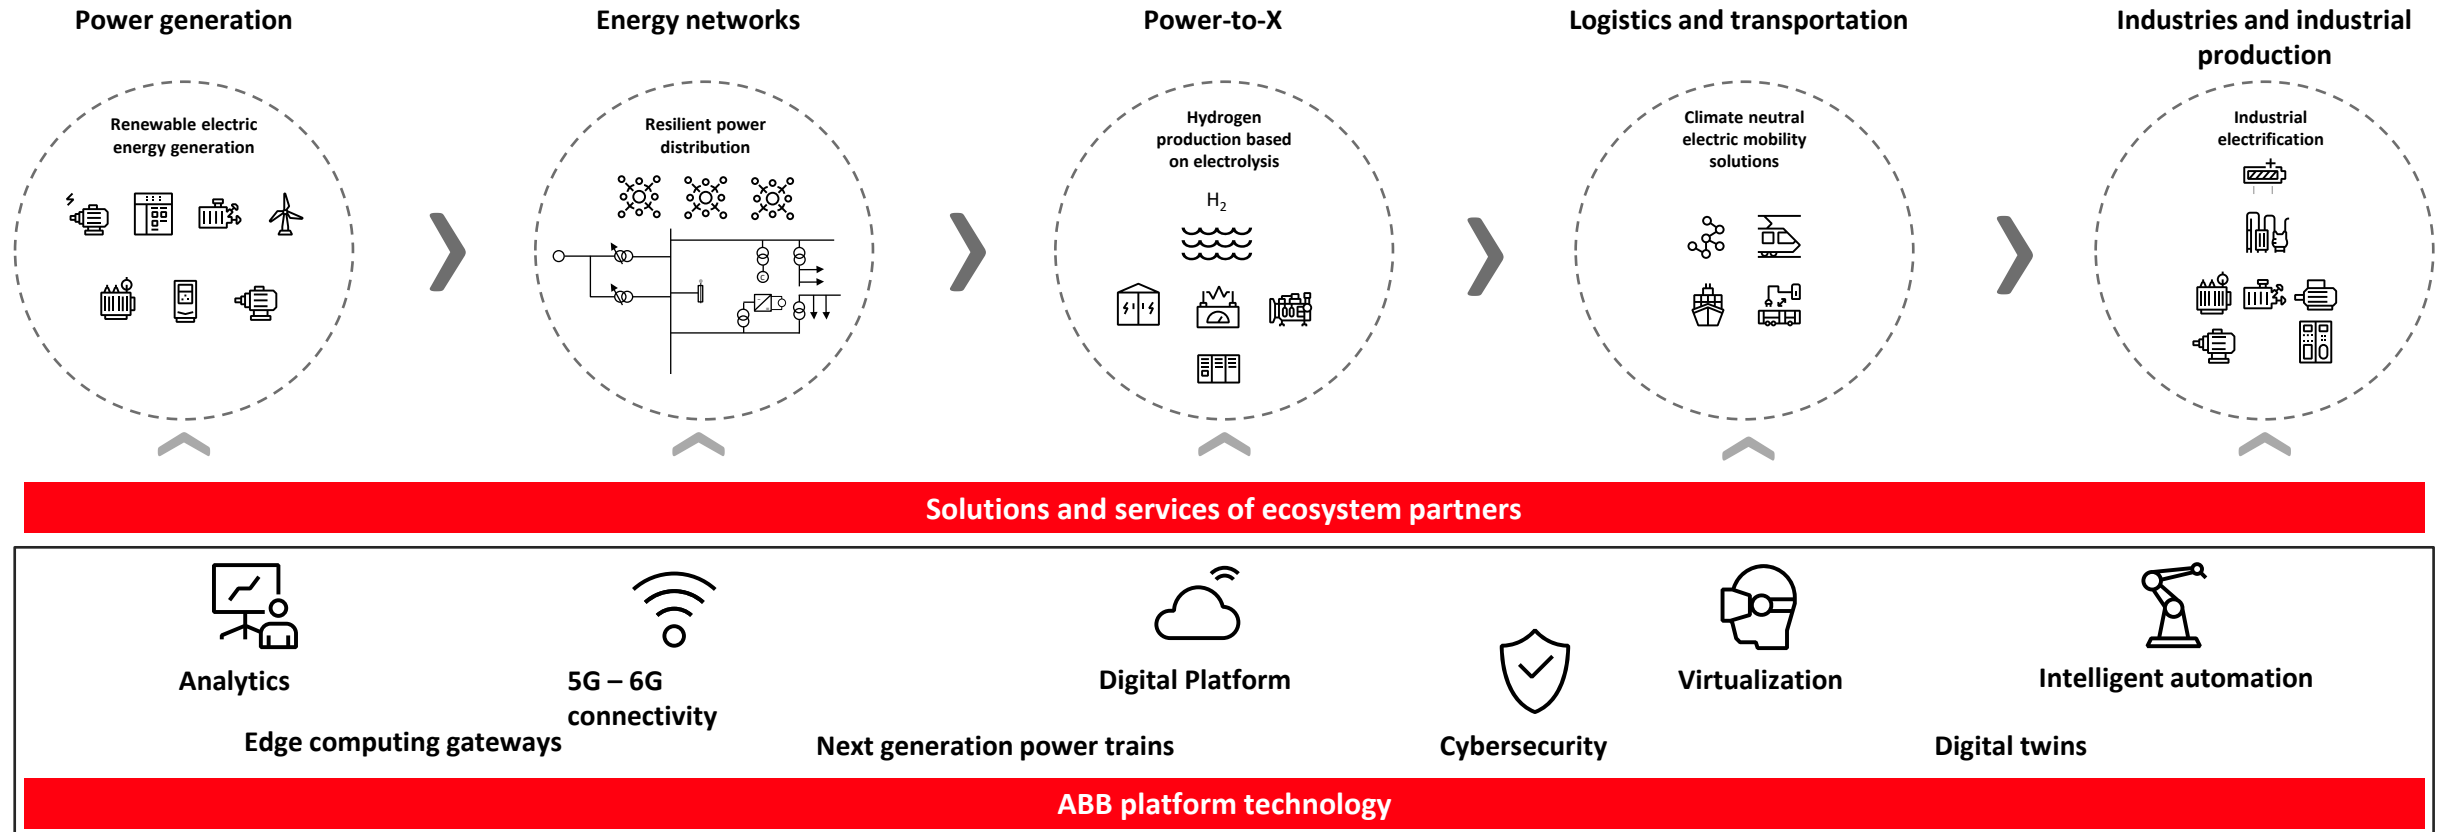 Power generation
Energy networks
Power-to-X
Logistics and transportation
Industries and industrial
production
Renewable electric
energy generation
Resilient power
distribution
Hydrogen
production based
on electrolysis
H2
Climate neutral
electric mobility
solutions
Industrial
electrification
C
Solutions and services of ecosystem partners
Analytics
5G – 6G
connectivity
Digital Platform
Virtualization
Intelligent automation
Edge computing gateways
Next generation power trains
Cybersecurity
Digital twins
ABB platform technology